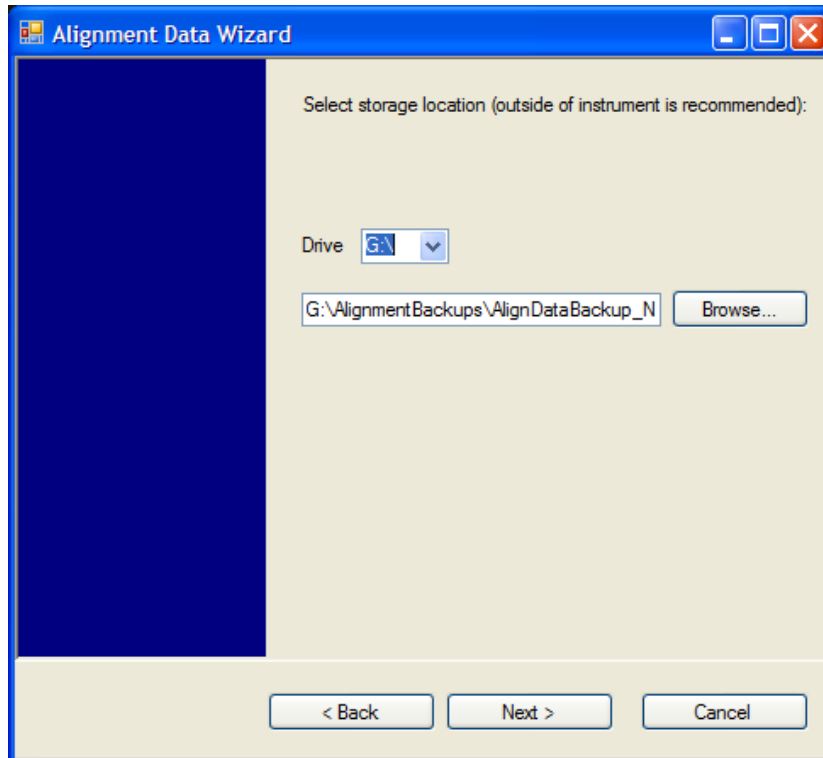 Alignment Data Wizard
Select storage location (outside of instrument is recommended):
Drive G:\
G:\AlignmentBackups\AlignDataBackup_N Browse...
< Back Next > Cancel